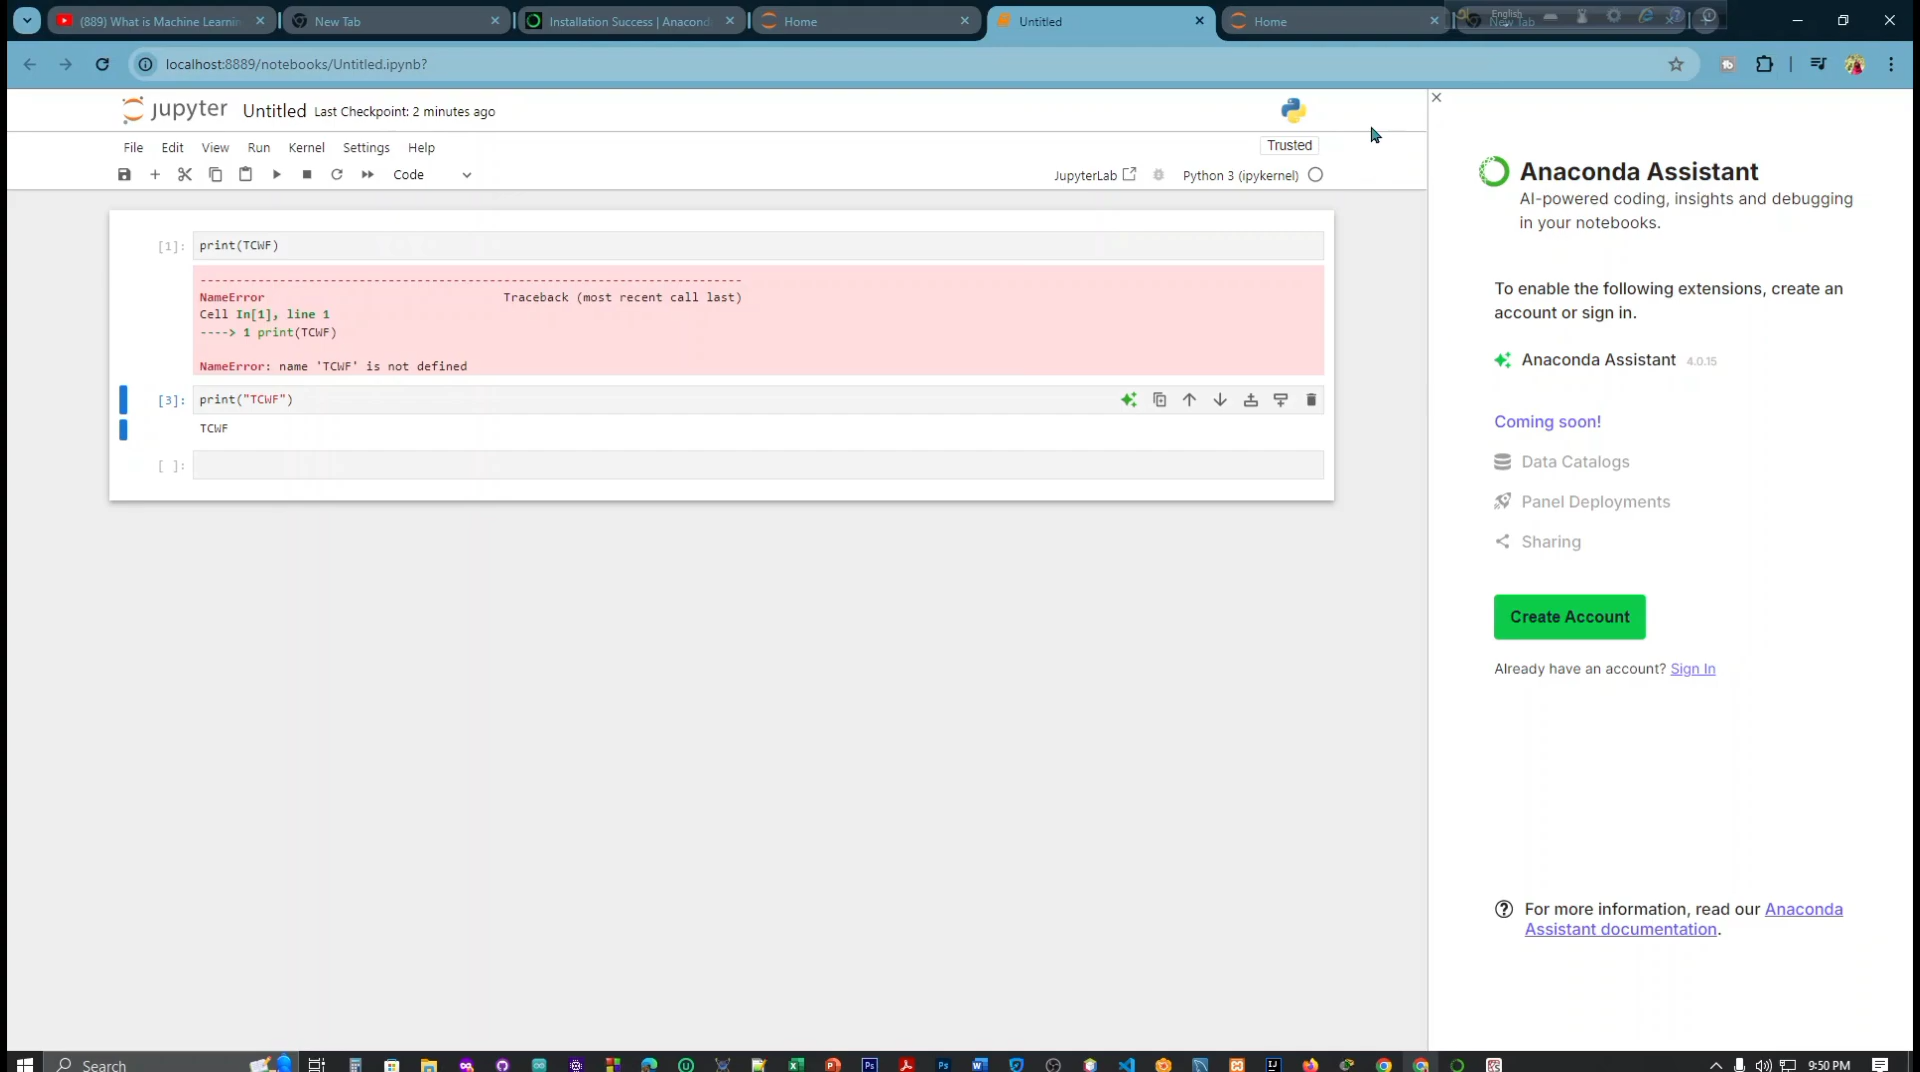 (889) What is Machine Learnin
New Tab
Installation Success | Anacond
Home
Untitled
Home
English
New Tab
localhost:8889/notebooks/Untitled.ipynb?
jupyter Untitled Last Checkpoint: 2 minutes ago
File Edit View Run Kernel Settings Help
Trusted
Code
JupyterLab
Python 3 (ipykernel)
[1]: print(TCWF)
---------------------------------------------------------------------------
NameError Traceback (most recent call last)
Cell In[1], line 1
----> 1 print(TCWF)
NameError: name 'TCWF' is not defined
[3]: print("TCWF")
TCWF
[ ]:
Anaconda Assistant
AI-powered coding, insights and debugging
in your notebooks.
To enable the following extensions, create an
account or sign in.
Anaconda Assistant 4.0.15
Coming soon!
Data Catalogs
Panel Deployments
Sharing
Create Account
Already have an account? Sign In
For more information, read our Anaconda
Assistant documentation.
Search
9:50 PM